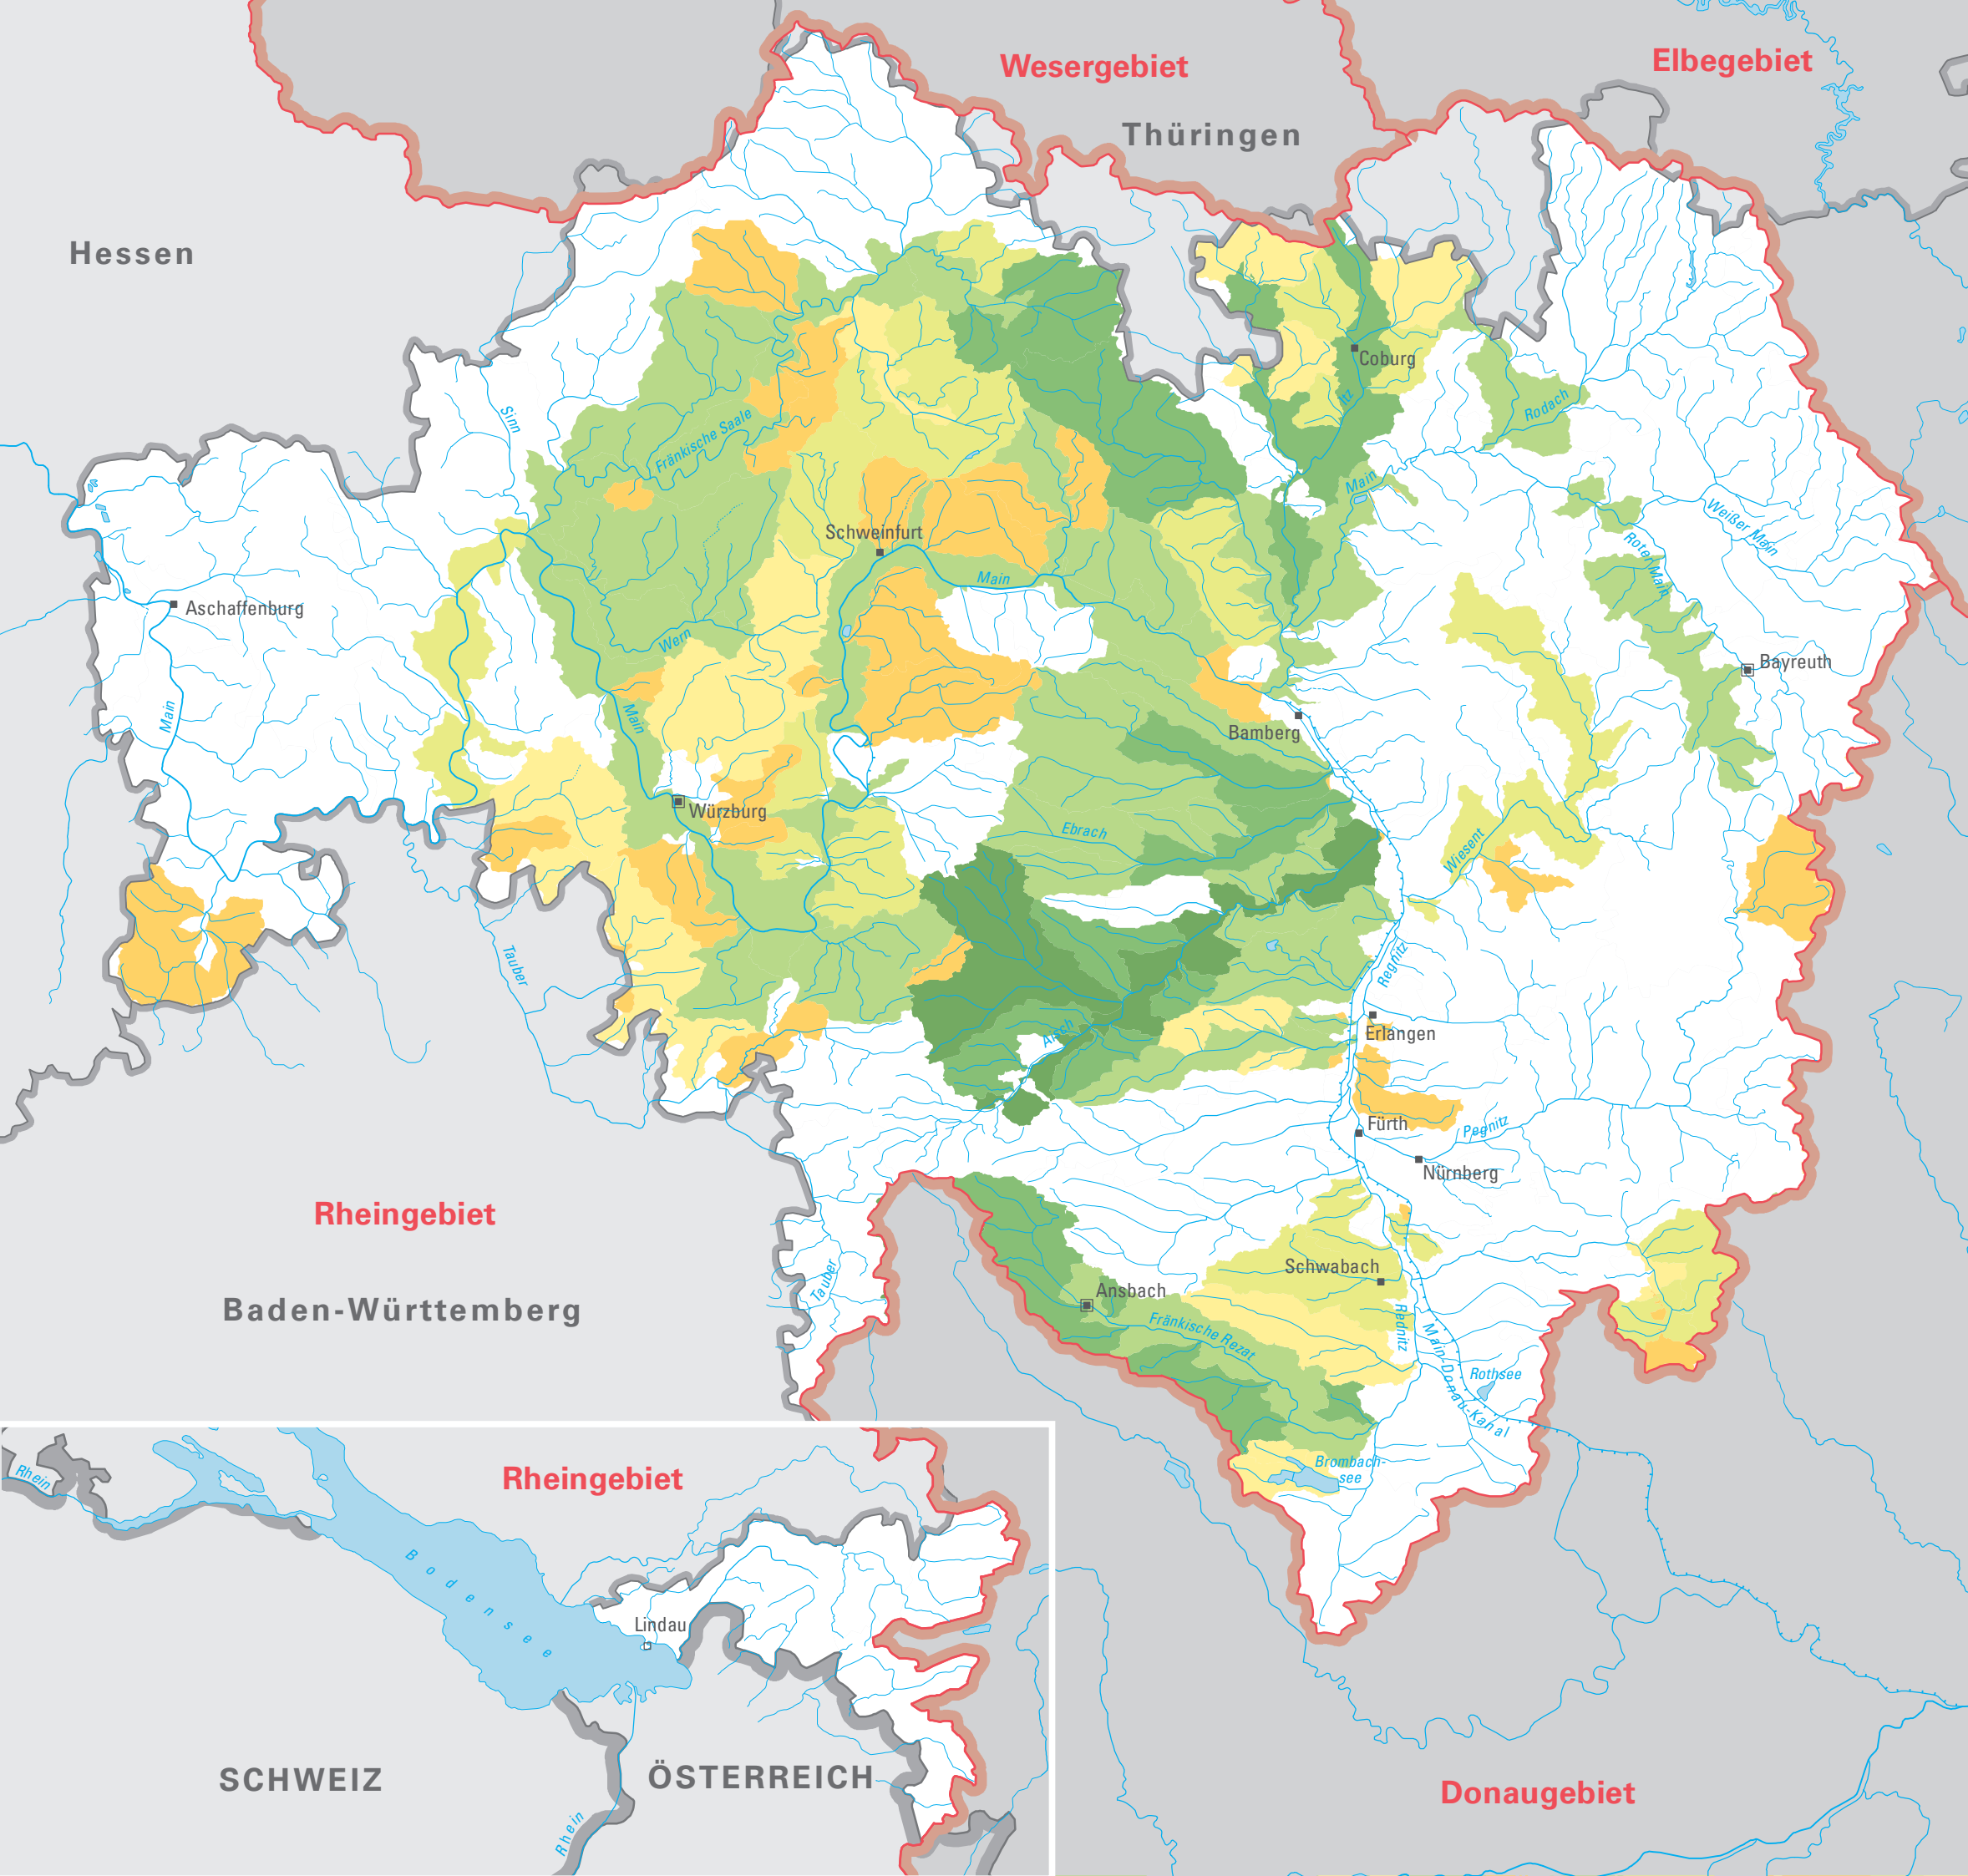 Wesergebiet
Elbegebiet
Thüringen
Hessen
Coburg
itz
Rodach
Sinn
Fränkische Saale
Main
Weißer Main
Roter Main
Schweinfurt
Main
Aschaffenburg
Wern
Bayreuth
Main
Main
Bamberg
Würzburg
Ebrach
Wiesent
Tauber
Regnitz
Aisch
Erlangen
Fürth
Pegnitz
Nürnberg
Rheingebiet
Schwabach
Tauber
Ansbach
Baden-Württemberg
Fränkische Rezat
Rednitz
Main-Donau-Kanal
Rothsee
Brombach-
see
Rheingebiet
Rhein
Bodensee
Lindau
SCHWEIZ
ÖSTERREICH
Rhein
Donaugebiet